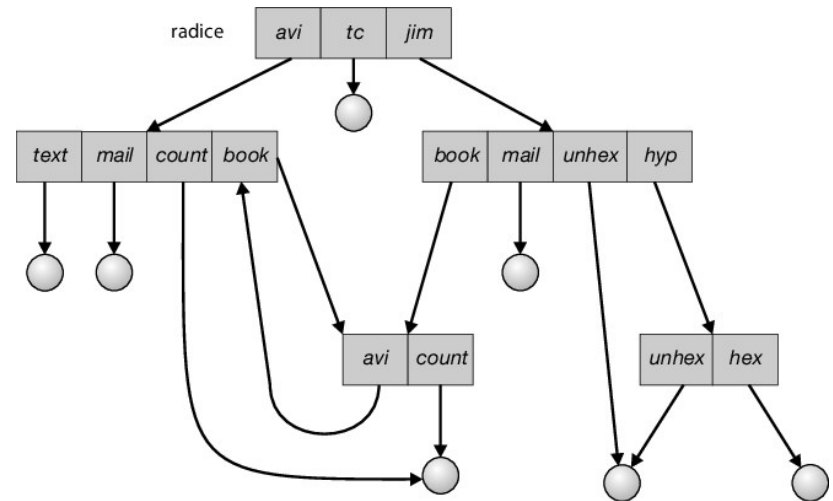 radice avi tc jim
text mail count book book mail unhex hyp
avi count unhex hex